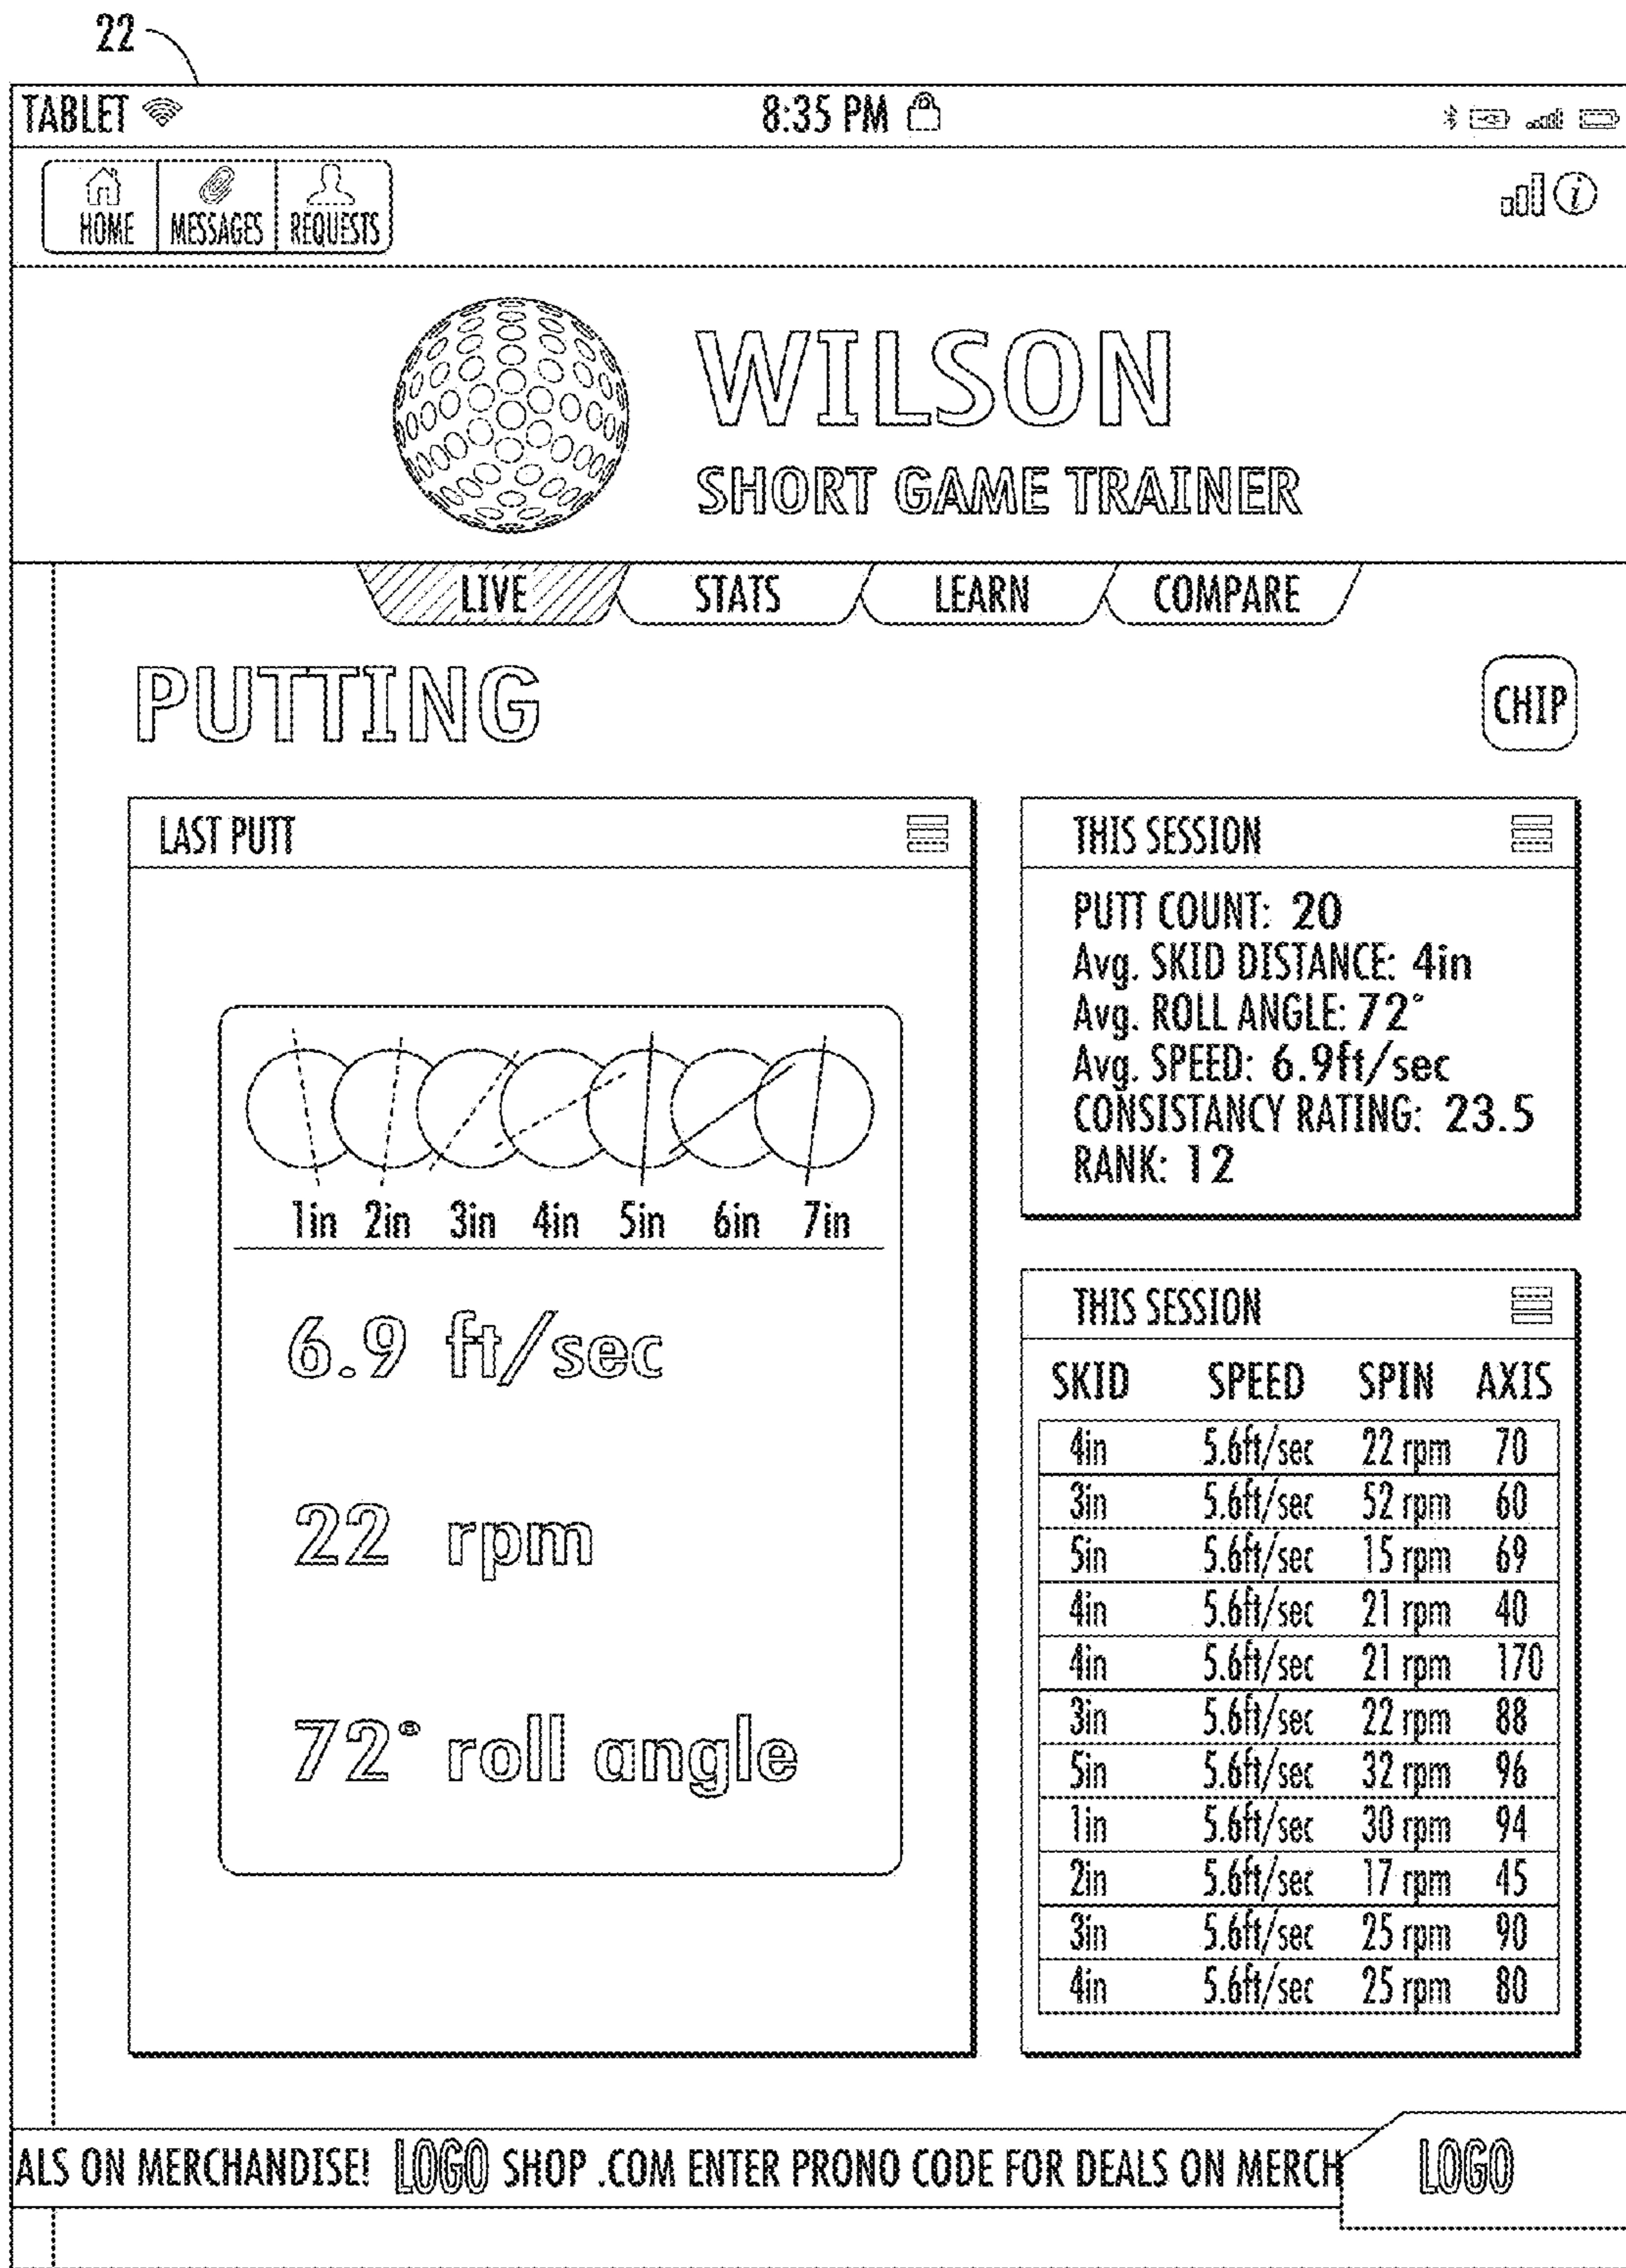 22
TABLET 8:35 PM
HOME MESSAGES REQUESTS
i
WILSON
SHORT GAME TRAINER
LIVE STATS LEARN COMPARE
PUTTING
CHIP
LAST PUTT
1in 2in 3in 4in 5in 6in 7in
6.9 ft/sec
22 rpm
72° roll angle
THIS SESSION
PUTT COUNT: 20
Avg. SKID DISTANCE: 4in
Avg. ROLL ANGLE: 72°
Avg. SPEED: 6.9ft/sec
CONSISTANCY RATING: 23.5
RANK: 12
THIS SESSION
SKID SPEED SPIN AXIS
4in 5.6ft/sec 22 rpm 70
3in 5.6ft/sec 52 rpm 60
5in 5.6ft/sec 15 rpm 69
4in 5.6ft/sec 21 rpm 40
4in 5.6ft/sec 21 rpm 170
3in 5.6ft/sec 22 rpm 88
5in 5.6ft/sec 32 rpm 96
1in 5.6ft/sec 30 rpm 94
2in 5.6ft/sec 17 rpm 45
3in 5.6ft/sec 25 rpm 90
4in 5.6ft/sec 25 rpm 80
ALS ON MERCHANDISE! LOGO SHOP .COM ENTER PRONO CODE FOR DEALS ON MERCH LOGO